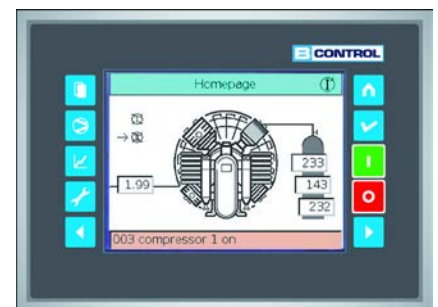 B CONTROL
Homepage
1.99
233
143
232
003 compressor 1 on
I
O